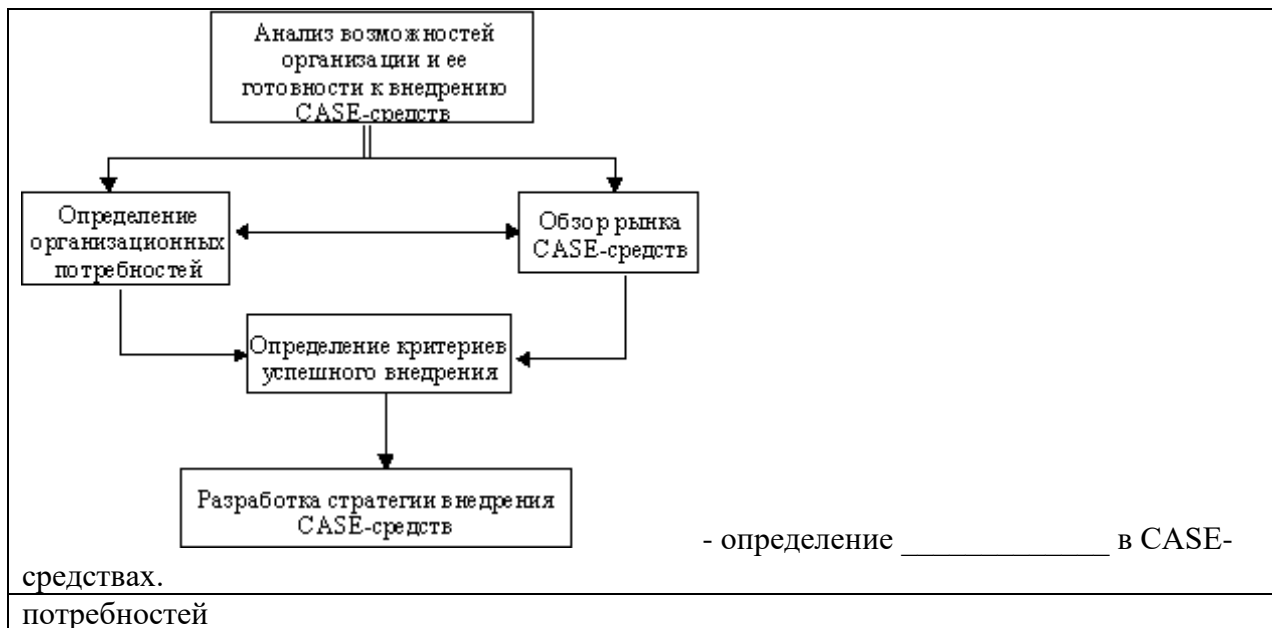 Анализ возможностей
организации и ее
готовности к внедрению
CASE-средств
Определение
организационных
потребностей
Обзор рынка
CASE-средств
Определение критериев
успешного внедрения
Разработка стратегии внедрения
CASE-средств
- определение _____________ в CASE-
средствах.
потребностей